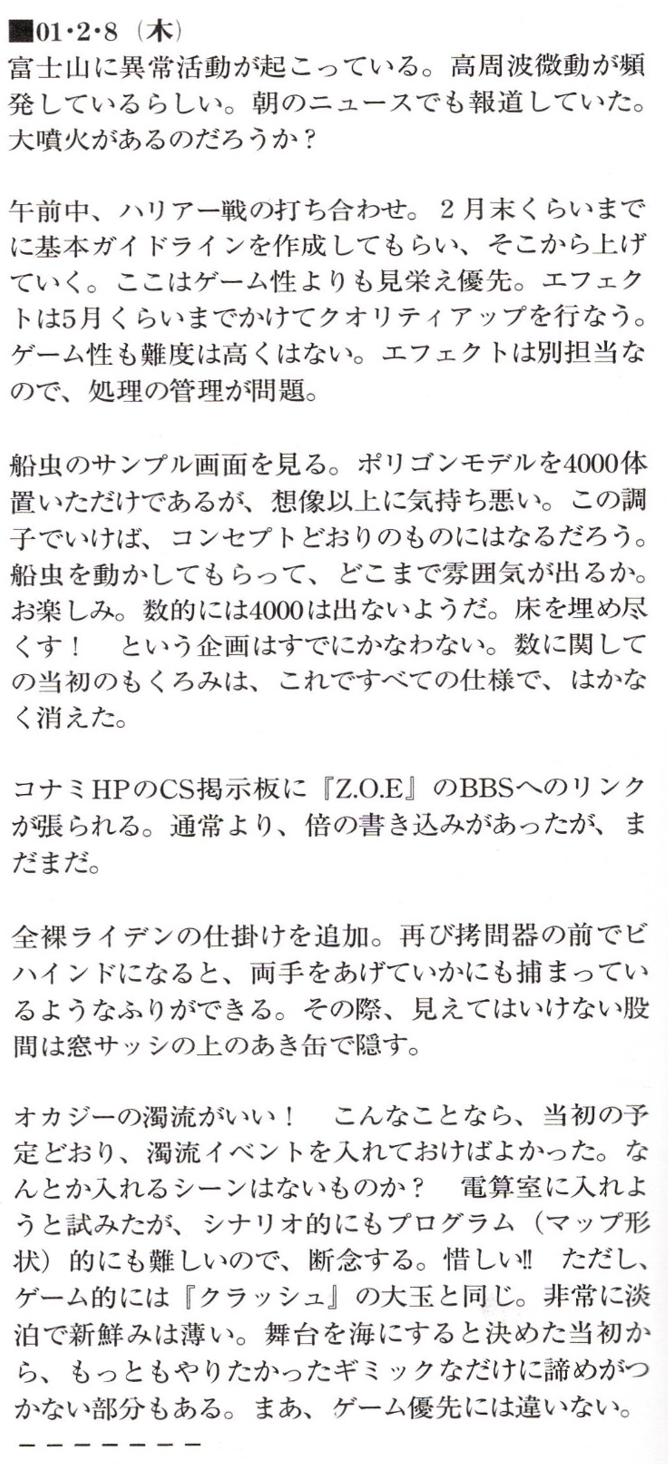 ■01・2・8（木）
富士山に異常活動が起こっている。高周波微動が頻
発しているらしい。朝のニュースでも報道していた。
大噴火があるのだろうか？
午前中、ハリアー戦の打ち合わせ。２月末くらいまで
に基本ガイドラインを作成してもらい、そこから上げ
ていく。ここはゲーム性よりも見栄え優先。エフェク
トは5月くらいまでかけてクオリティアップを行なう。
ゲーム性も難度は高くはない。エフェクトは別担当な
ので、処理の管理が問題。
船虫のサンプル画面を見る。ポリゴンモデルを4000体
置いただけであるが、想像以上に気持ち悪い。この調
子でいけば、コンセプトどおりのものにはなるだろう。
船虫を動かしてもらって、どこまで雰囲気が出るか。
お楽しみ。数的には4000は出ないようだ。床を埋め尽
くす！　という企画はすでにかなわない。数に関して
の当初のもくろみは、これですべての仕様で、はかな
く消えた。
コナミHPのCS掲示板に『Z.O.E』のBBSへのリンク
が張られる。通常より、倍の書き込みがあったが、ま
だまだ。
全裸ライデンの仕掛けを追加。再び拷問器の前でビ
ハインドになると、両手をあげていかにも捕まってい
るようなふりができる。その際、見えてはいけない股
間は窓サッシの上のあき缶で隠す。
オカジーの濁流がいい！　こんなことなら、当初の予
定どおり、濁流イベントを入れておけばよかった。な
んとか入れるシーンはないものか？　電算室に入れよ
うと試みたが、シナリオ的にもプログラム（マップ形
状）的にも難しいので、断念する。惜しい!!　ただし、
ゲーム的には『クラッシュ』の大玉と同じ。非常に淡
泊で新鮮みは薄い。舞台を海にすると決めた当初か
ら、もっともやりたかったギミックなだけに諦めがつ
かない部分もある。まあ、ゲーム優先には違いない。
－－－－－－－